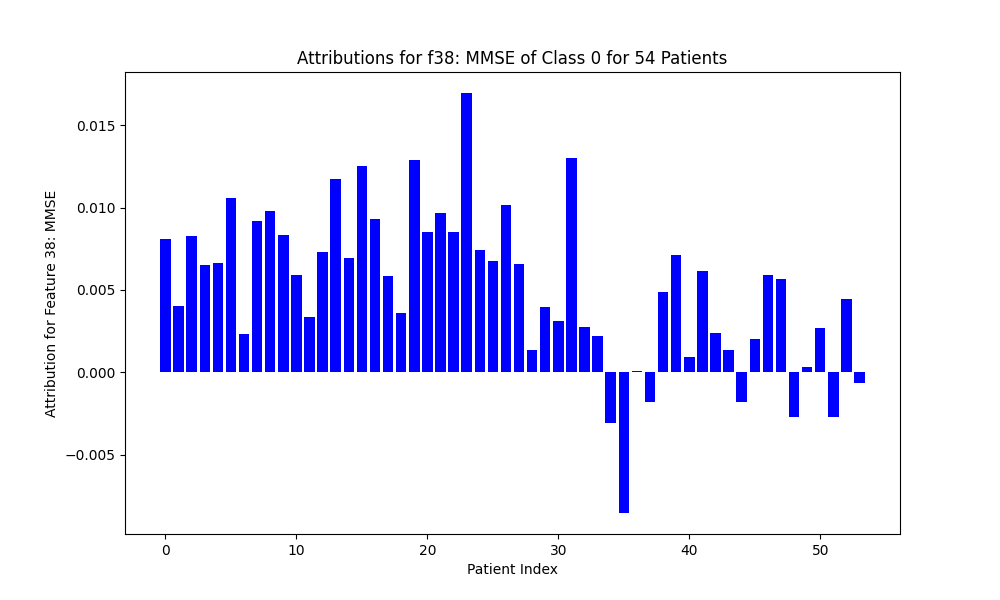 Attributions for f38: MMSE of Class 0 for 54 Patients
Attribution for Feature 38: MMSE
0.015
0.010
0.005
0.000
−0.005
0 10 20 30 40 50
Patient Index